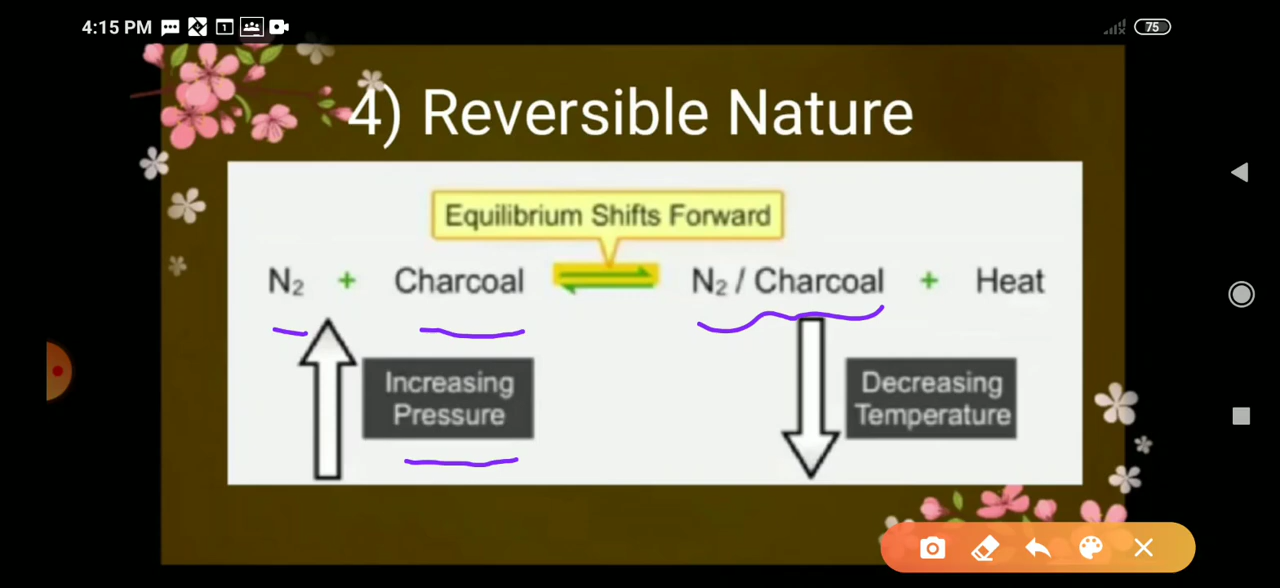 4:15 PM 1 75
4) Reversible Nature
Equilibrium Shifts Forward
N₂ + Charcoal ⇌ N₂ / Charcoal + Heat
Increasing
Pressure
Decreasing
Temperature